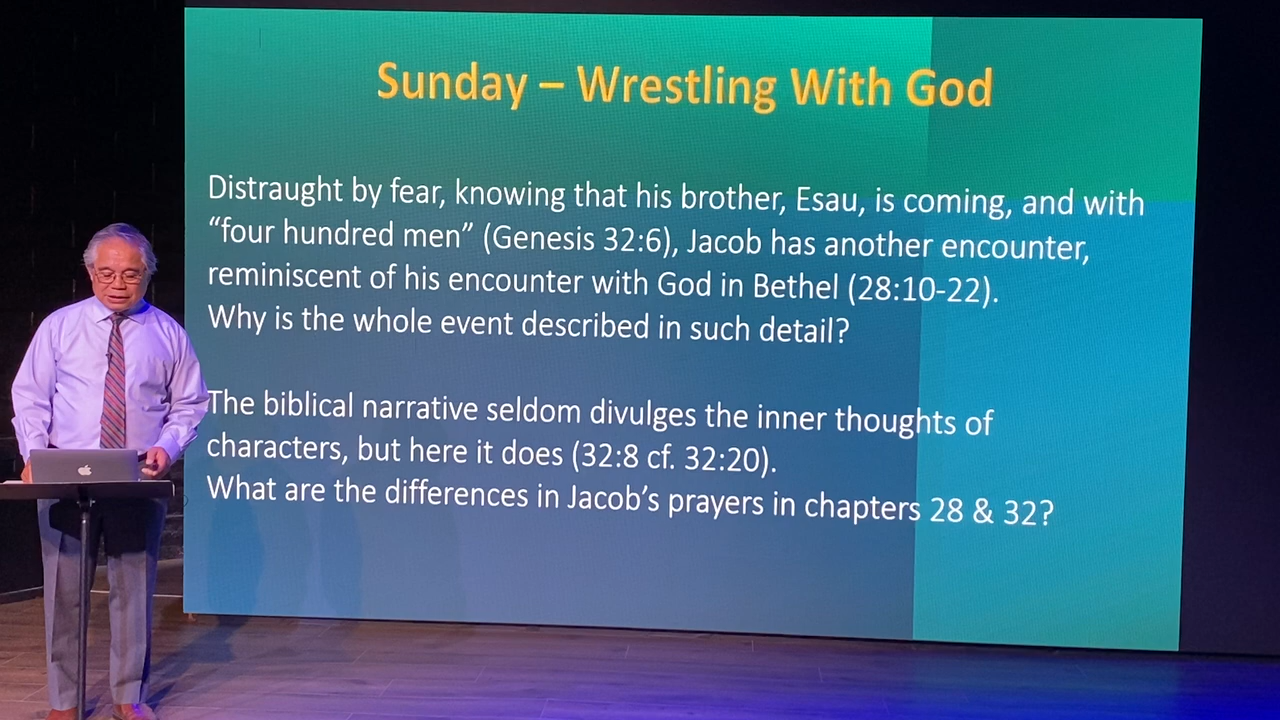 Sunday – Wrestling With God
Distraught by fear, knowing that his brother, Esau, is coming, and with
“four hundred men” (Genesis 32:6), Jacob has another encounter,
reminiscent of his encounter with God in Bethel (28:10-22).
Why is the whole event described in such detail?
The biblical narrative seldom divulges the inner thoughts of
characters, but here it does (32:8 cf. 32:20).
What are the differences in Jacob’s prayers in chapters 28 & 32?